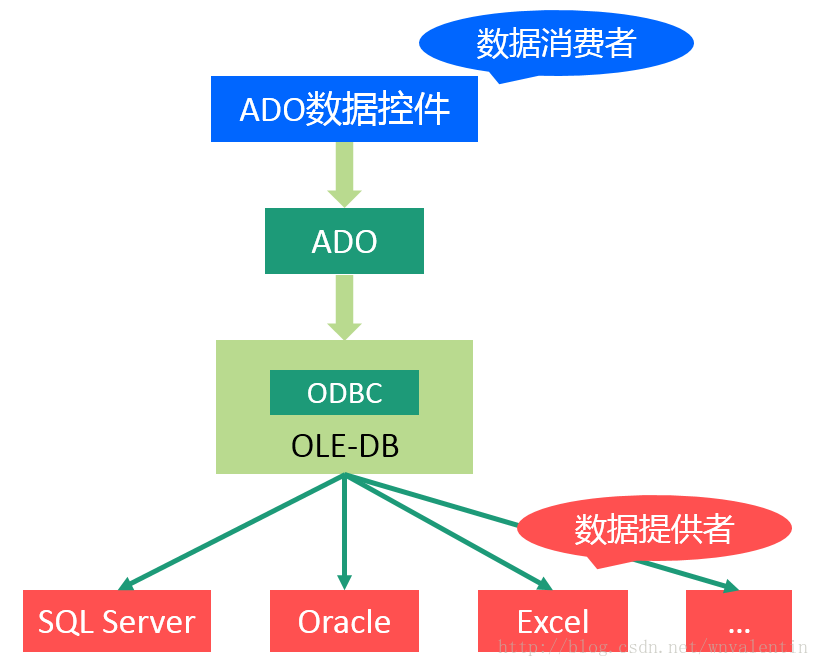 数据消费者
ADO数据控件
ADO
ODBC
OLE-DB
数据提供者
SQL Server
Oracle
Excel
...
http://blog.csdn.net/wnvalentin